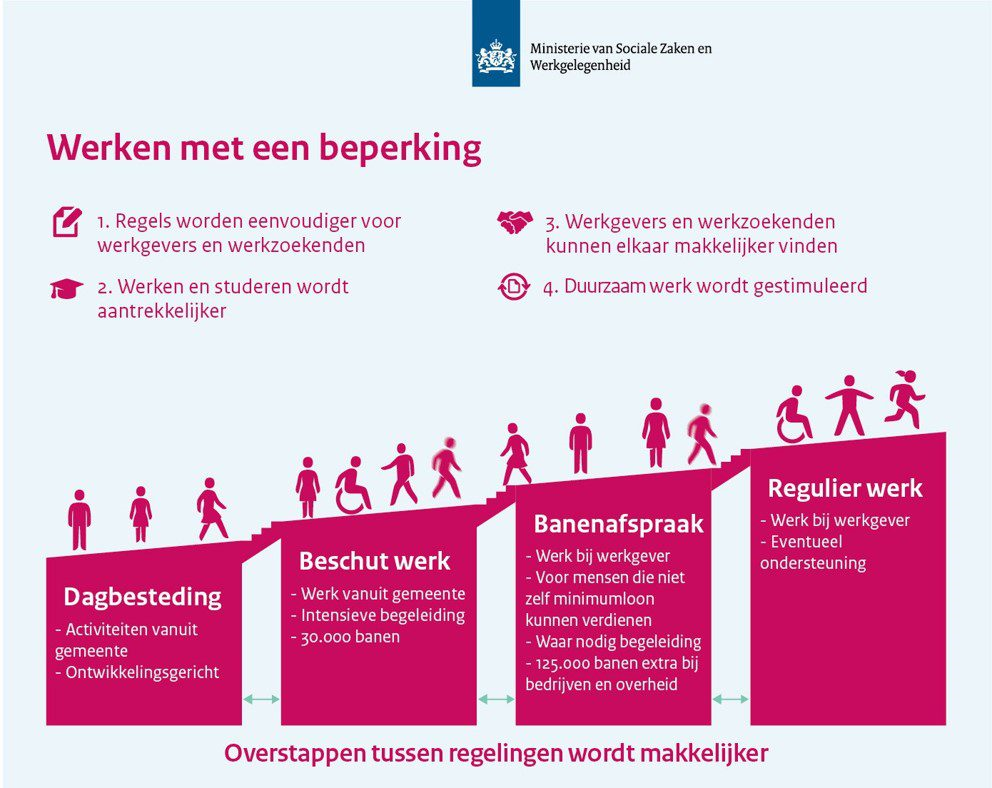 Ministerie van Sociale Zaken en
Werkgelegenheid
Werken met een beperking
1. Regels worden eenvoudiger voor
werkgevers en werkzoekenden
2. Werken en studeren wordt
aantrekkelijker
3. Werkgevers en werkzoekenden
kunnen elkaar makkelijker vinden
4. Duurzaam werk wordt gestimuleerd
Dagbesteding
- Activiteiten vanuit
gemeente
- Ontwikkelingsgericht
Beschut werk
- Werk vanuit gemeente
- Intensieve begeleiding
- 30.000 banen
Banenafspraak
- Werk bij werkgever
- Voor mensen die niet
zelf minimumloon
kunnen verdienen
- Waar nodig begeleiding
- 125.000 banen extra bij
bedrijven en overheid
Regulier werk
- Werk bij werkgever
- Eventueel
ondersteuning
Overstappen tussen regelingen wordt makkelijker